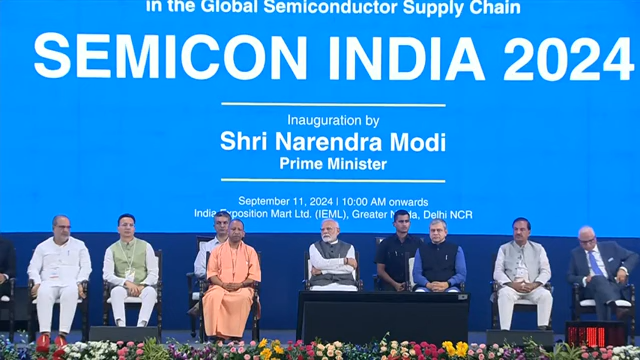 in the Global Semiconductor Supply Chain
SEMICON INDIA 2024
Inauguration by
Shri Narendra Modi
Prime Minister
September 11, 2024 | 10:00 AM onwards
India Exposition Mart Ltd. (IEML), Greater Noida, Delhi NCR